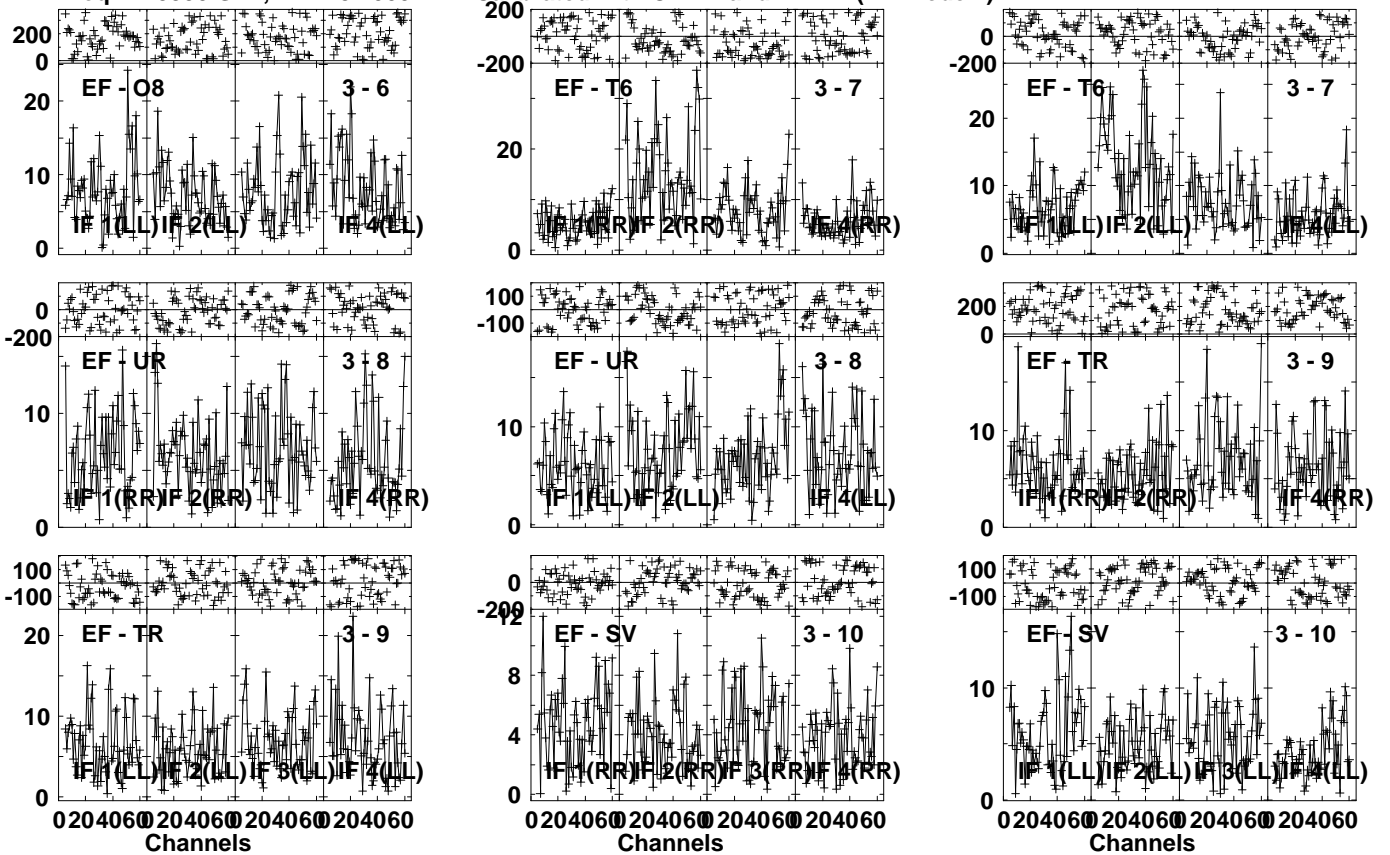 200
200
0
-200
-200
EF - O8 3 - 6
EF - T6 3 - 7
EF - T6 3 - 7
20
10
0
20
0
20
10
0
IF 1(LL) IF 2(LL) IF 4(LL)
IF 1(RR) IF 2(RR) IF 4(RR)
IF 1(LL) IF 2(LL) IF 4(LL)
0
-200
100
-100
200
0
EF - UR 3 - 8
EF - UR 3 - 8
EF - TR 3 - 9
10
0
10
0
10
0
IF 1(RR) IF 2(RR) IF 4(RR)
IF 1(LL) IF 2(LL) IF 4(LL)
IF 1(RR) IF 2(RR) IF 4(RR)
100
-100
0
-200
100
-100
EF - TR 3 - 9
EF - SV 3 - 10
EF - SV 3 - 10
20
10
0
12
8
4
0
10
0
IF 1(LL) IF 2(LL) IF 3(LL) IF 4(LL)
IF 1(RR) IF 2(RR) IF 3(RR) IF 4(RR)
IF 1(LL) IF 2(LL) IF 3(LL) IF 4(LL)
0 20 40 60 0 20 40 60 0 20 40 60 0 20 40 60
0 20 40 60 0 20 40 60 0 20 40 60 0 20 40 60
0 20 40 60 0 20 40 60 0 20 40 60 0 20 40 60
Channels
Channels
Channels